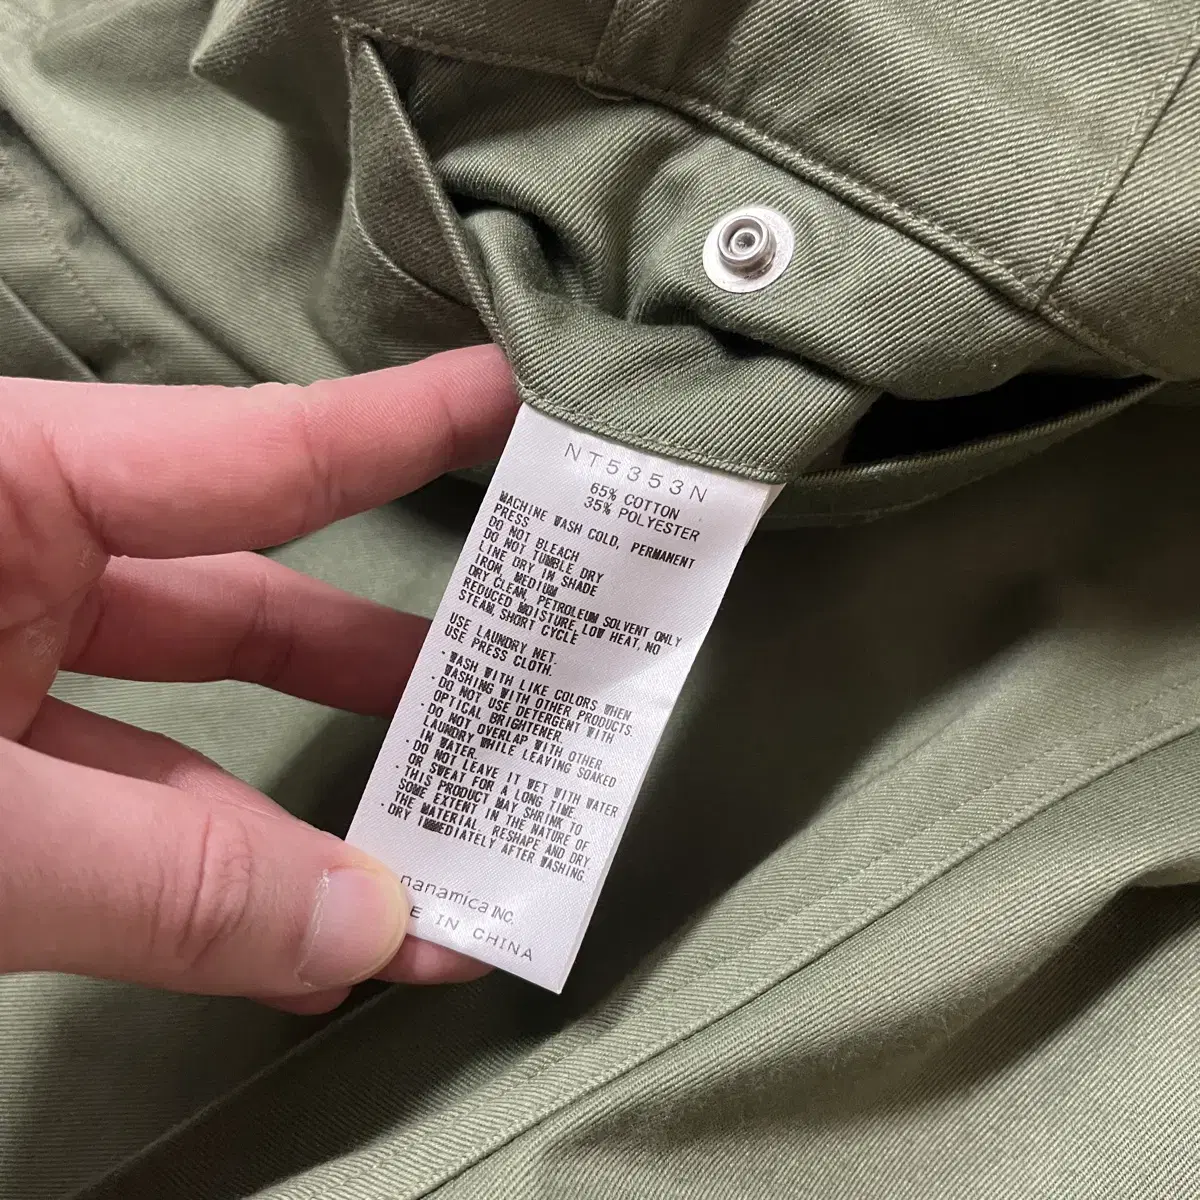 NT5353N
65% COTTON
35% POLYESTER
MACHINE WASH COLD, PERMANENT
PRESS
DO NOT BLEACH
DO NOT TUMBLE DRY
LINE DRY IN SHADE
IRON, MEDIUM
DRY CLEAN, PETROLEUM SOLVENT ONLY
REDUCED MOISTURE, LOW HEAT, NO
STEAM, SHORT CYCLE
USE LAUNDRY NET.
USE PRESS CLOTH.
・WASH WITH LIKE COLORS WHEN
WASHING WITH OTHER PRODUCTS.
・DO NOT USE DETERGENT WITH
OPTICAL BRIGHTENER.
・DO NOT OVERLAP WITH OTHER
LAUNDRY WHILE LEAVING SOAKED
IN WATER.
・DO NOT LEAVE IT WET WITH WATER
OR SWEAT FOR A LONG TIME.
・THIS PRODUCT MAY SHRINK TO
SOME EXTENT IN THE NATURE OF
THE MATERIAL. RESHAPE AND DRY.
・DRY IMMEDIATELY AFTER WASHING.
nanamica INC.
E IN CHINA